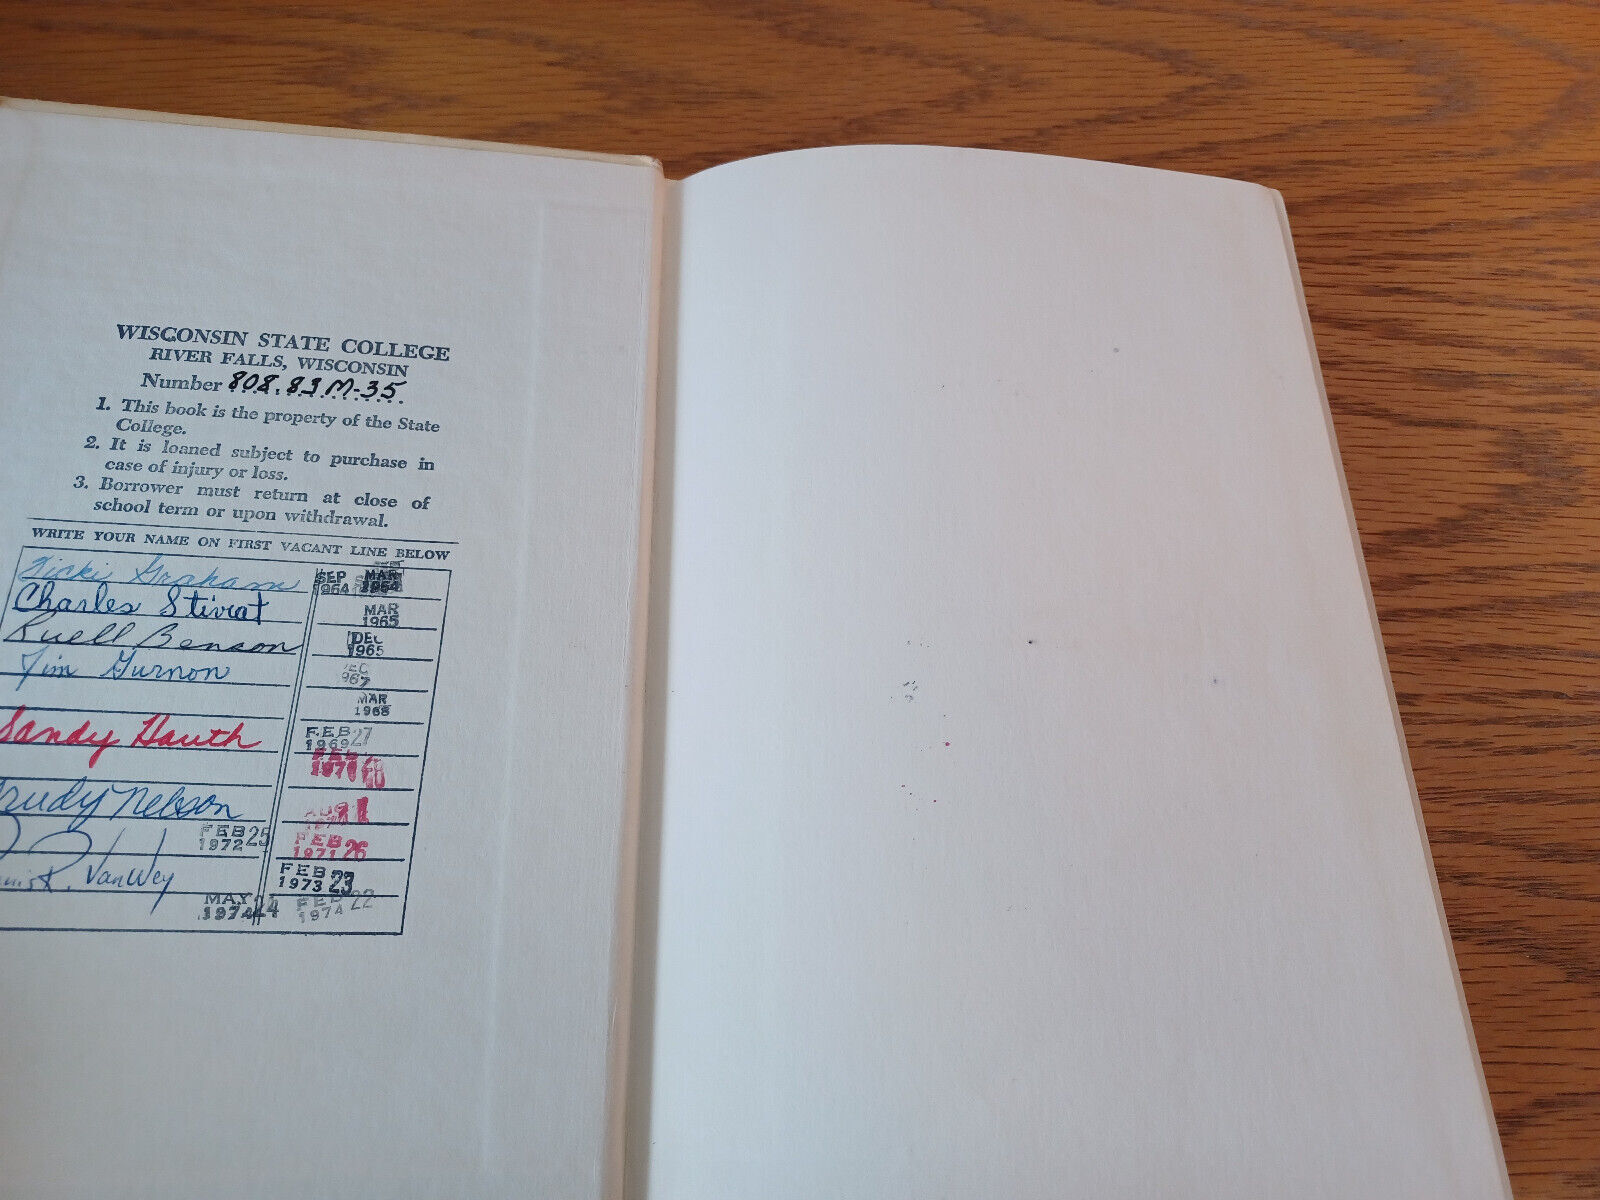 WISCONSIN STATE COLLEGE
RIVER FALLS, WISCONSIN
Number 808.83M-35
1. This book is the property of the State
College.
2. It is loaned subject to purchase in
case of injury or loss.
3. Borrower must return at close of
school term or upon withdrawal.
WRITE YOUR NAME ON FIRST VACANT LINE BELOW
Graham SEP 1964 MAR 1964
Charles Stivrat MAR 1965
Ruell Benson DEC 1965
Jim Gurnon
MAR 1968
Sandy Hauth FEB 27 1969
rudy Nelson
FEB 25 1972 FEB 26 1971
R. VanWey FEB 23 1973
MAY 24 1974 FEB 22 1974